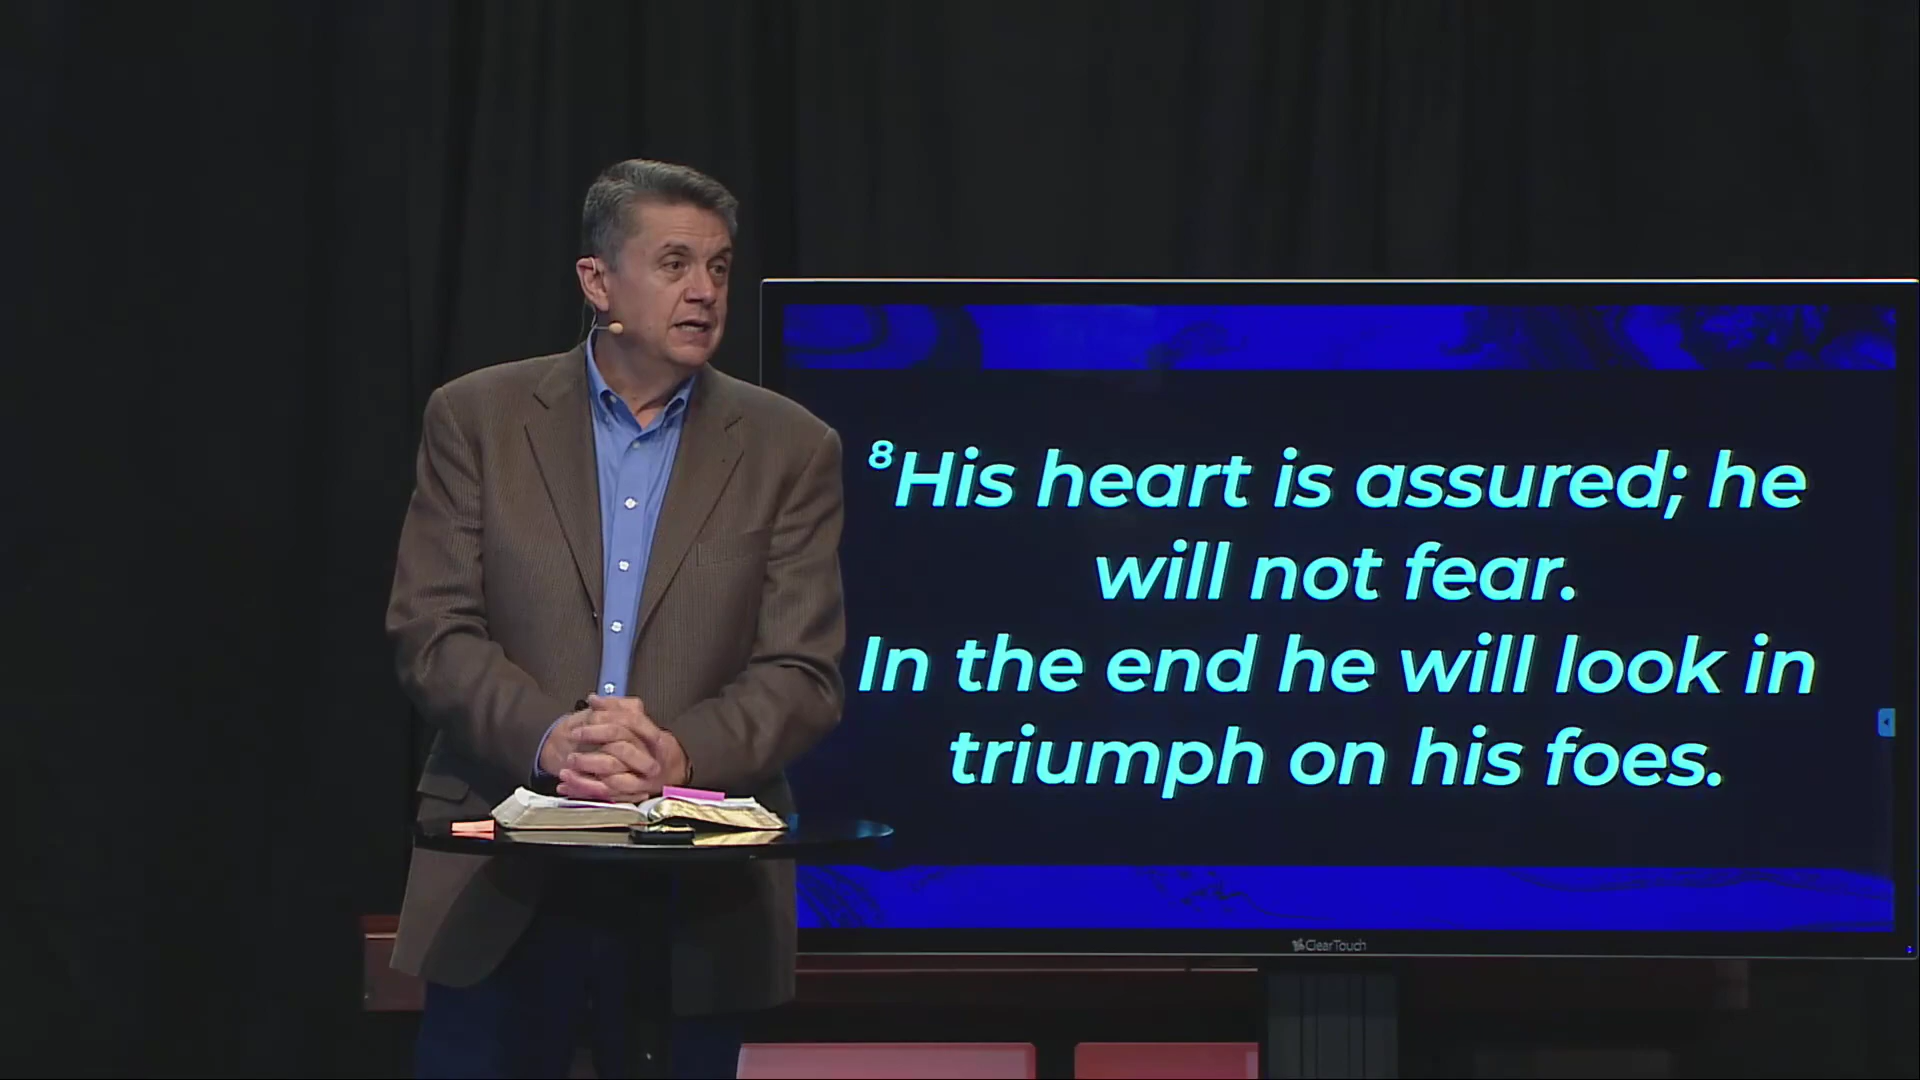 ⁸His heart is assured; he
will not fear.
In the end he will look in
triumph on his foes.
ClearTouch